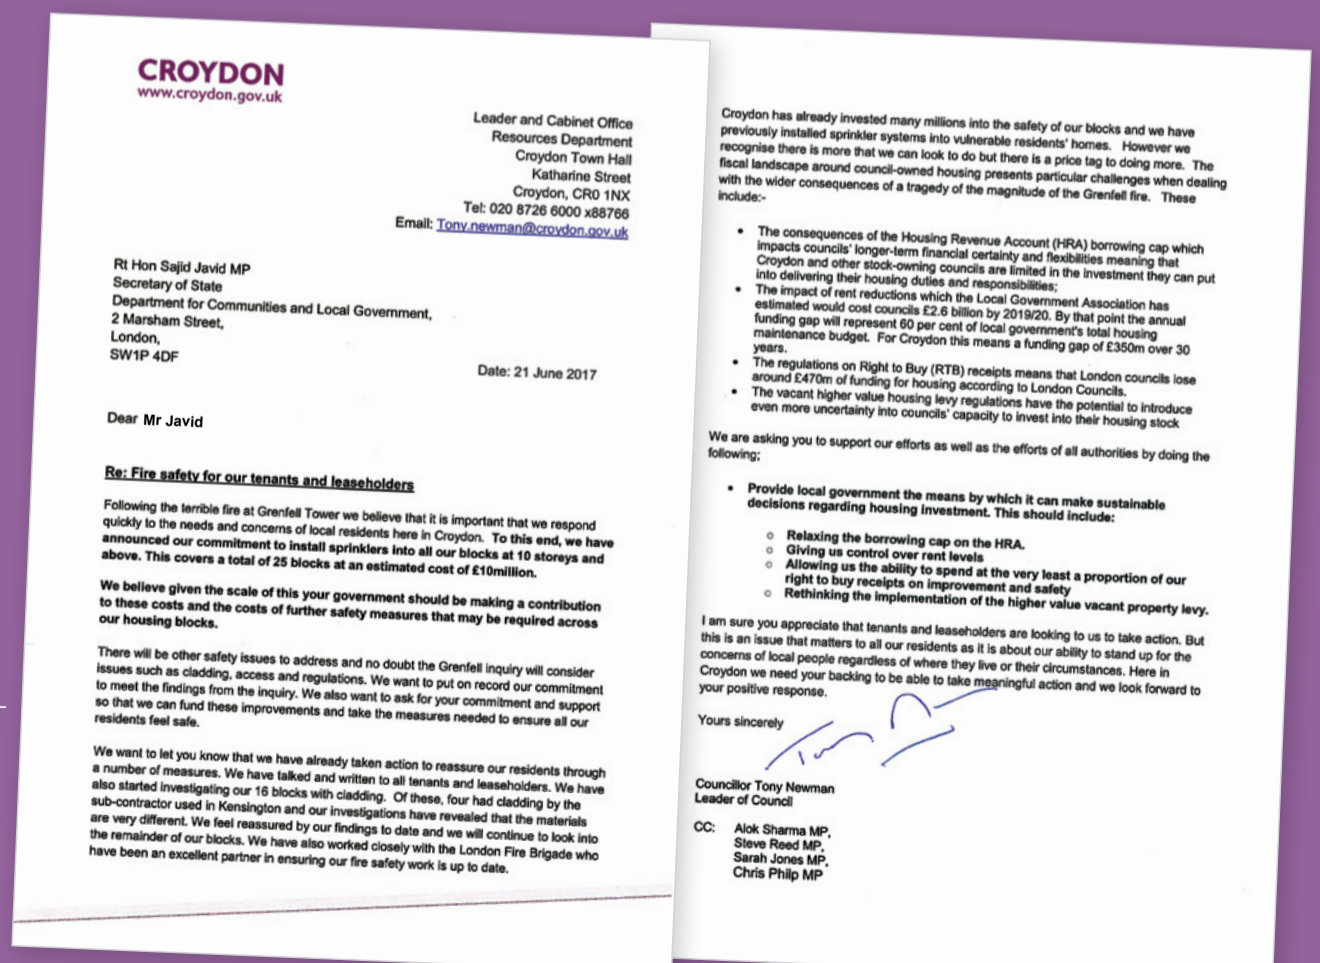 CROYDON
www.croydon.gov.uk
Leader and Cabinet Office
Resources Department
Croydon Town Hall
Katharine Street
Croydon, CR0 1NX
Tel: 020 8726 6000 x88766
Email: Tony.newman@croydon.gov.uk
Rt Hon Sajid Javid MP
Secretary of State
Department for Communities and Local Government,
2 Marsham Street,
London,
SW1P 4DF
Date: 21 June 2017
Dear Mr Javid
Re: Fire safety for our tenants and leaseholders
Following the terrible fire at Grenfell Tower we believe that it is important that we respond
quickly to the needs and concerns of local residents here in Croydon. To this end, we have
announced our commitment to install sprinklers into all our blocks at 10 storeys and
above. This covers a total of 25 blocks at an estimated cost of £10million.
We believe given the scale of this your government should be making a contribution
to these costs and the costs of further safety measures that may be required across
our housing blocks.
There will be other safety issues to address and no doubt the Grenfell inquiry will consider
issues such as cladding, access and regulations. We want to put on record our commitment
to meet the findings from the inquiry. We also want to ask for your commitment and support
so that we can fund these improvements and take the measures needed to ensure all our
residents feel safe.
We want to let you know that we have already taken action to reassure our residents through
a number of measures. We have talked and written to all tenants and leaseholders. We have
also started investigating our 16 blocks with cladding. Of these, four had cladding by the
sub-contractor used in Kensington and our investigations have revealed that the materials
are very different. We feel reassured by our findings to date and we will continue to look into
the remainder of our blocks. We have also worked closely with the London Fire Brigade who
have been an excellent partner in ensuring our fire safety work is up to date.
Croydon has already invested many millions into the safety of our blocks and we have
previously installed sprinkler systems into vulnerable residents' homes. However we
recognise there is more that we can look to do but there is a price tag to doing more. The
fiscal landscape around council-owned housing presents particular challenges when dealing
with the wider consequences of a tragedy of the magnitude of the Grenfell fire. These
include:-
• The consequences of the Housing Revenue Account (HRA) borrowing cap which
impacts councils' longer-term financial certainty and flexibilities meaning that
Croydon and other stock-owning councils are limited in the investment they can put
into delivering their housing duties and responsibilities;
• The impact of rent reductions which the Local Government Association has
estimated would cost councils £2.6 billion by 2019/20. By that point the annual
funding gap will represent 60 per cent of local government's total housing
maintenance budget. For Croydon this means a funding gap of £350m over 30
years.
• The regulations on Right to Buy (RTB) receipts means that London councils lose
around £470m of funding for housing according to London Councils.
• The vacant higher value housing levy regulations have the potential to introduce
even more uncertainty into councils' capacity to invest into their housing stock
We are asking you to support our efforts as well as the efforts of all authorities by doing the
following;
• Provide local government the means by which it can make sustainable
decisions regarding housing investment. This should include:
o Relaxing the borrowing cap on the HRA.
o Giving us control over rent levels
o Allowing us the ability to spend at the very least a proportion of our
right to buy receipts on improvement and safety
o Rethinking the implementation of the higher value vacant property levy.
I am sure you appreciate that tenants and leaseholders are looking to us to take action. But
this is an issue that matters to all our residents as it is about our ability to stand up for the
concerns of local people regardless of where they live or their circumstances. Here in
Croydon we need your backing to be able to take meaningful action and we look forward to
your positive response.
Yours sincerely
Councillor Tony Newman
Leader of Council
CC: Alok Sharma MP,
Steve Reed MP,
Sarah Jones MP,
Chris Philp MP